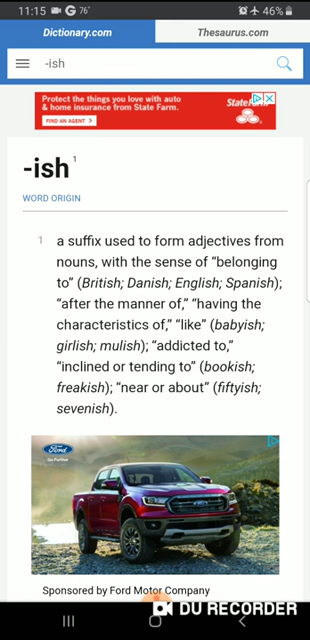 11:15 G 76° 46%
Dictionary.com Thesaurus.com
-ish
Protect the things you love with auto
& home insurance from State Farm.
FIND AN AGENT ▶
StateFarm
-ish 1
WORD ORIGIN
1 a suffix used to form adjectives from
nouns, with the sense of “belonging
to” (British; Danish; English; Spanish);
“after the manner of,” “having the
characteristics of,” “like” (babyish;
girlish; mulish); “addicted to,”
“inclined or tending to” (bookish;
freakish); “near or about” (fiftyish;
sevenish).
Ford
Go Further
Sponsored by Ford Motor Company
DU RECORDER